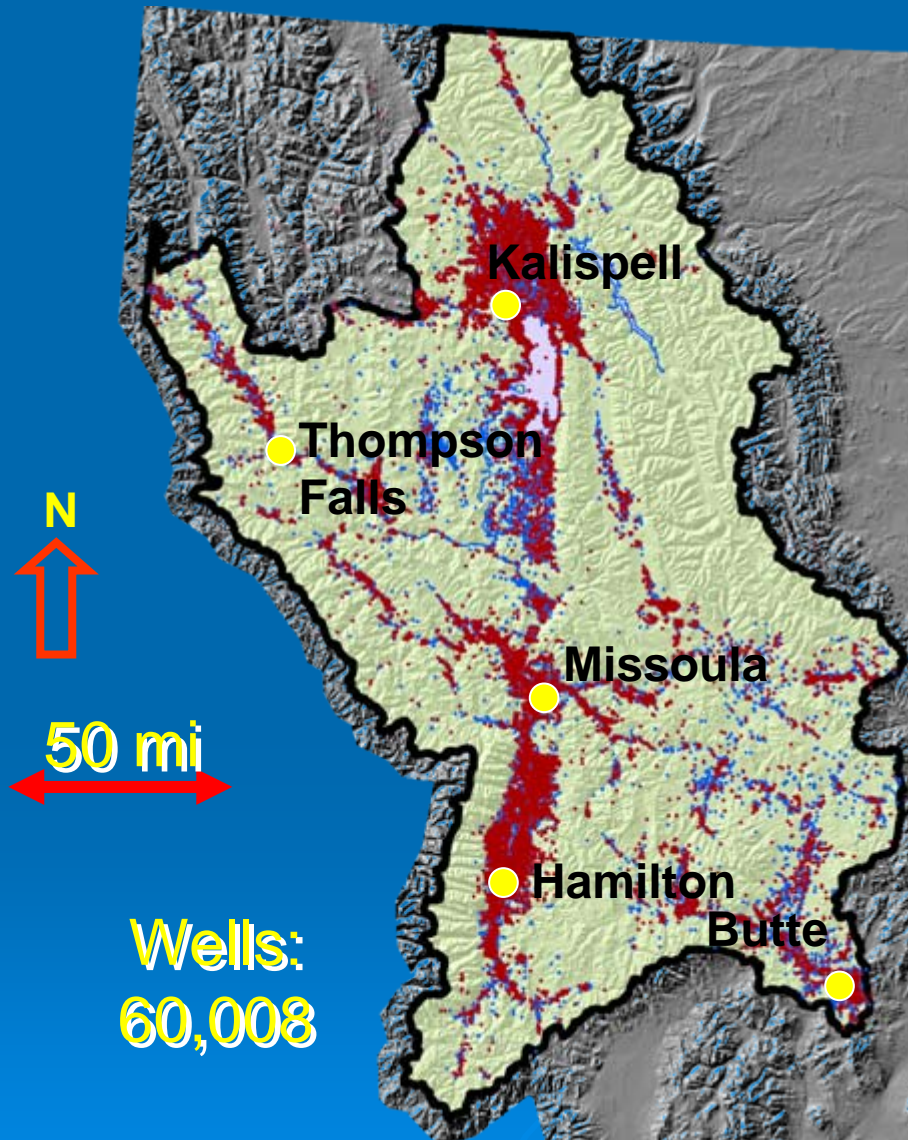 Kalispell
Thompson
Falls
N
Missoula
50 mi
Hamilton
Butte
Wells:
60,008